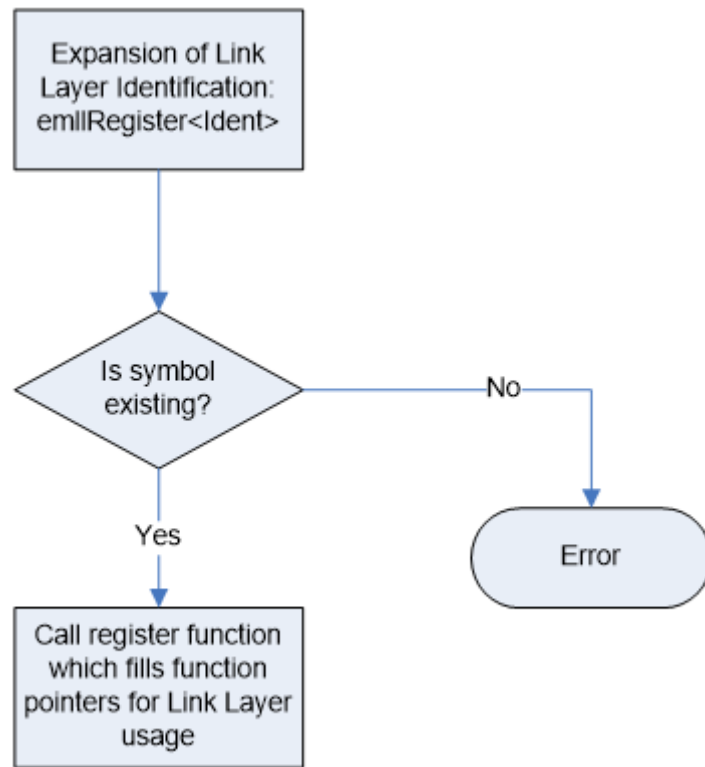 Expansion of Link
Layer Identification:
emllRegister<Ident>
Is symbol
existing?
No
Yes
Error
Call register function
which fills function
pointers for Link Layer
usage